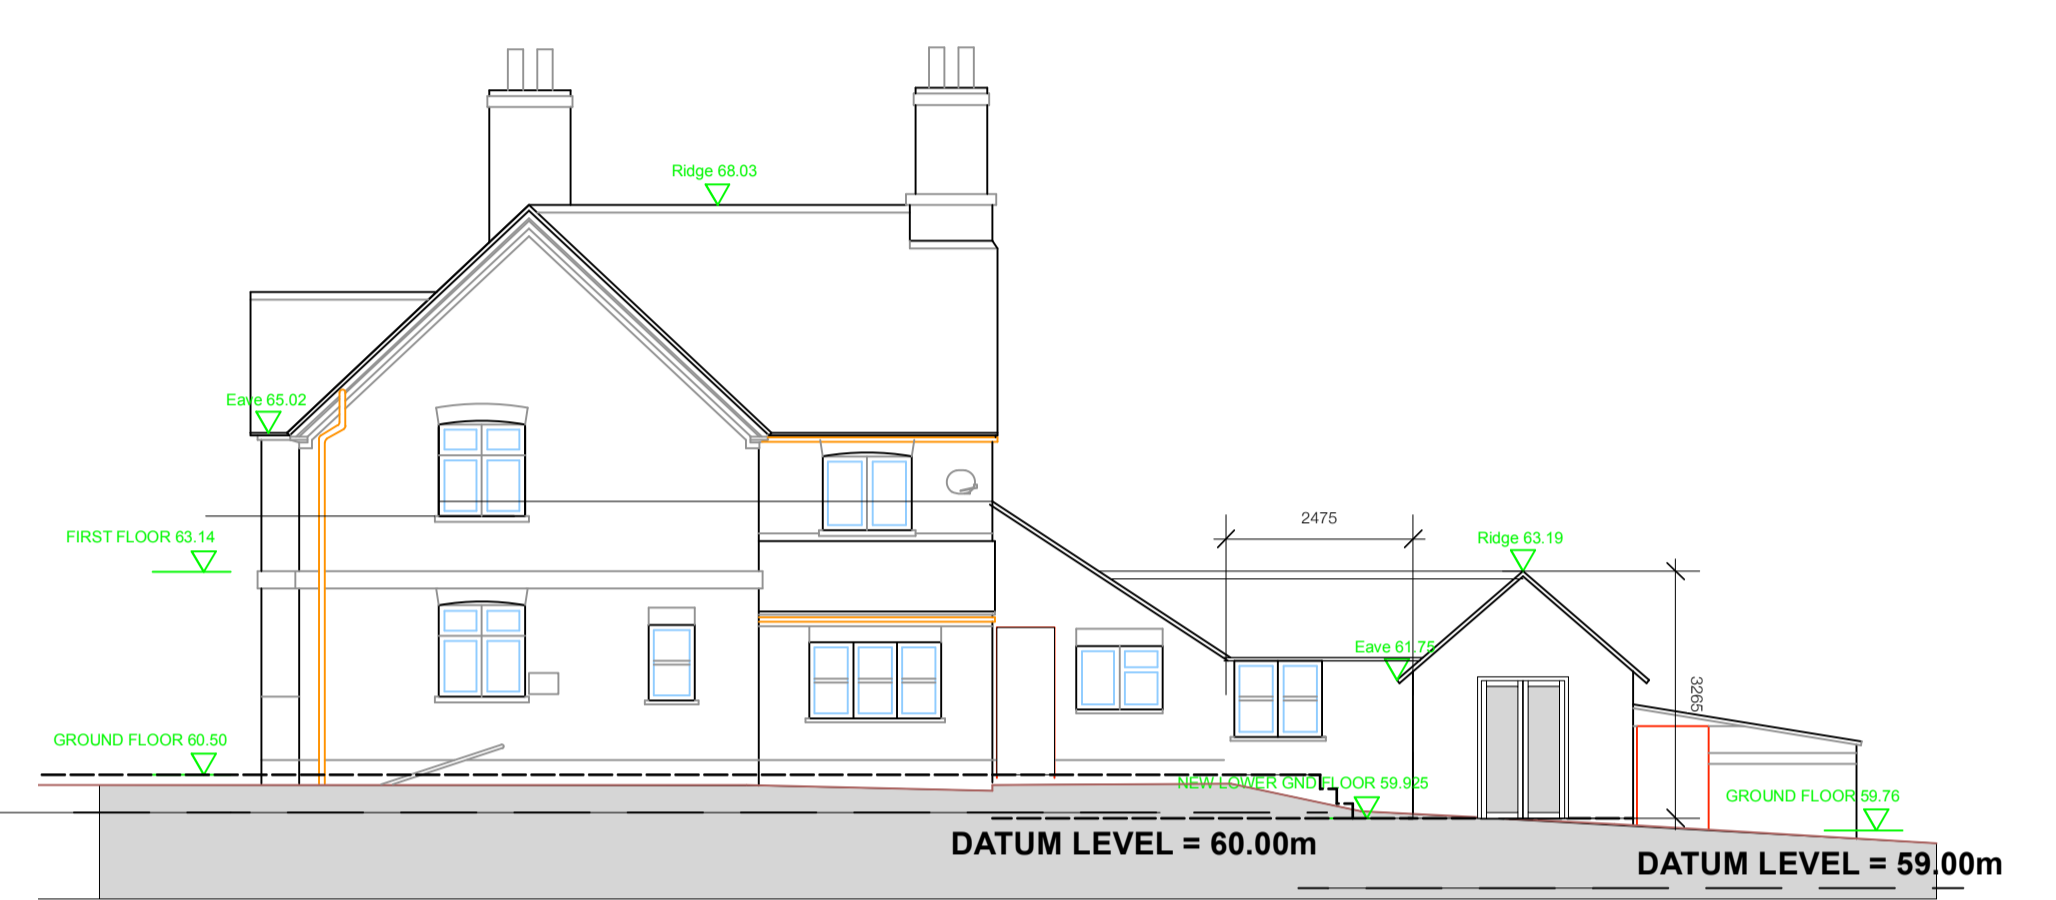 Ridge 68.03
Eave 65.02
2475
FIRST FLOOR 63.14
Ridge 63.19
Eave 61.75
3265
GROUND FLOOR 60.50
NEW LOWER GND FLOOR 59.925
GROUND FLOOR 59.76
DATUM LEVEL = 60.00m
DATUM LEVEL = 59.00m